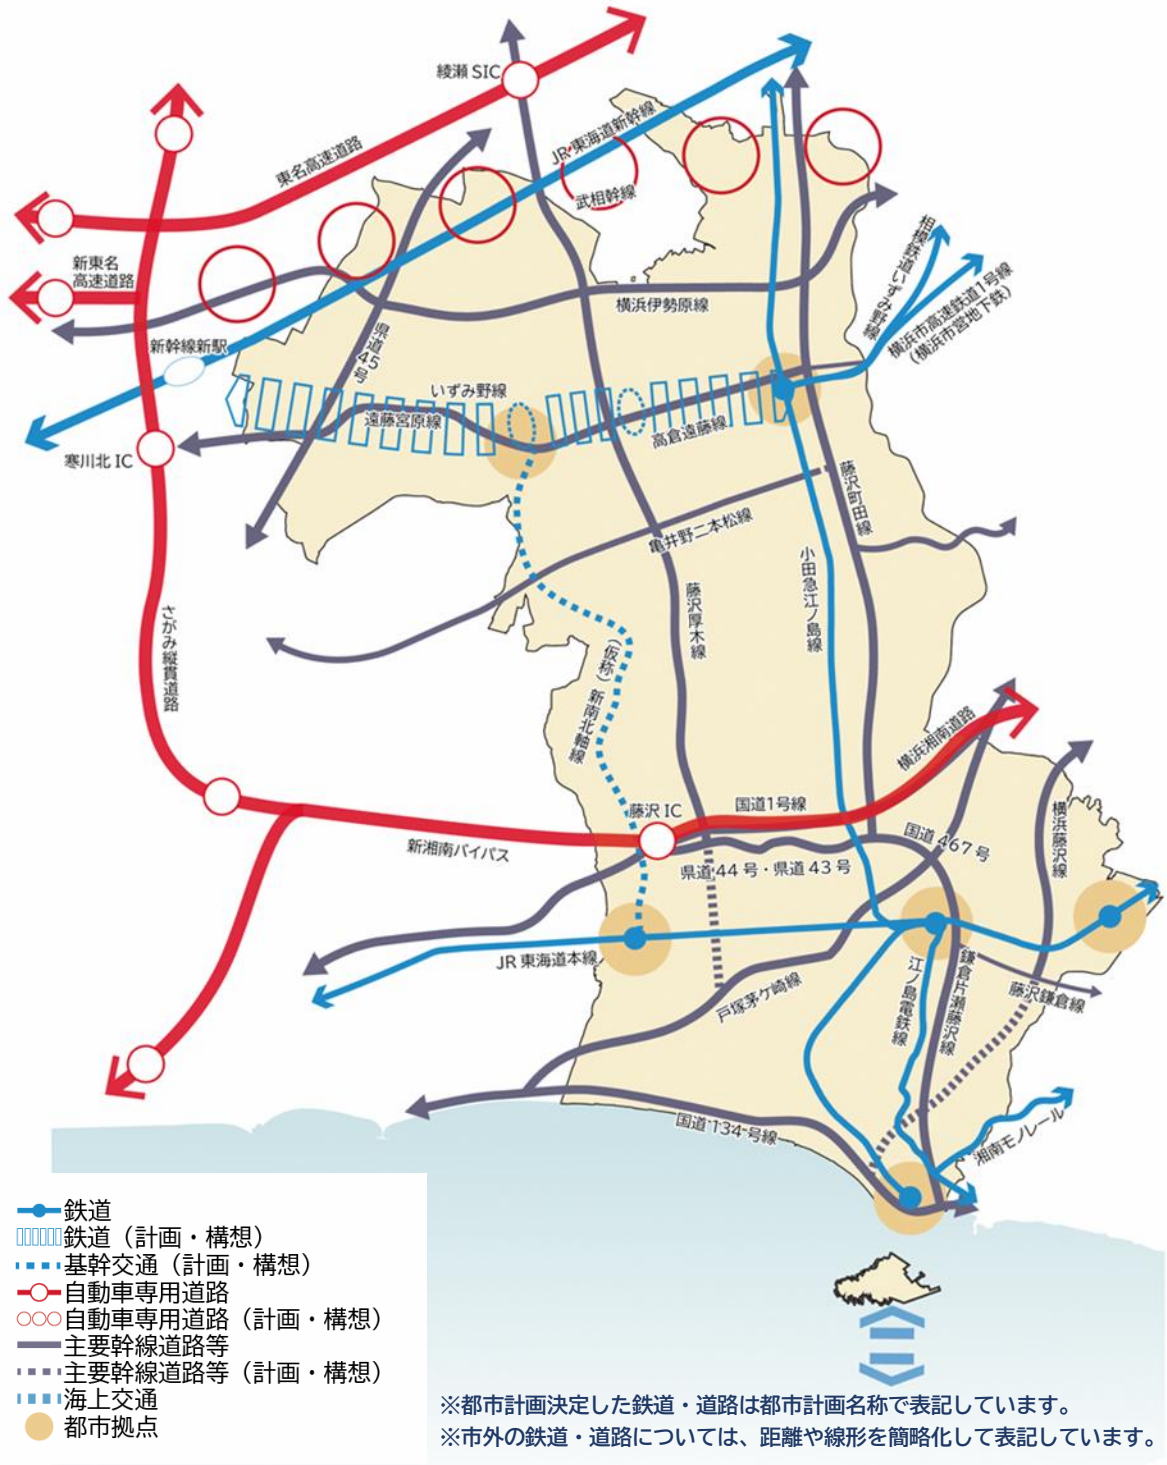 綾瀬 SIC
東名高速道路
JR 東海道新幹線
武相幹線
新東名
高速道路
相模鉄道いずみ野線
横浜市高速鉄道1号線
（横浜市営地下鉄）
横浜伊勢原線
新幹線新駅
県道45号
いずみ野線
遠藤宮原線
高倉遠藤線
寒川北 IC
藤沢町田線
亀井野二本松線
小田急江ノ島線
藤沢厚木線
さがみ縦貫道路
（仮称）新南北軸線
横浜湘南道路
藤沢 IC
国道1号線
横浜藤沢線
国道 467 号
新湘南バイパス
県道 44 号・県道 43 号
JR 東海道本線
戸塚茅ケ崎線
江ノ島電鉄線
鎌倉片瀬藤沢線
藤沢鎌倉線
国道 134 号線
湘南モノレール
鉄道
鉄道（計画・構想）
基幹交通（計画・構想）
自動車専用道路
自動車専用道路（計画・構想）
主要幹線道路等
主要幹線道路等（計画・構想）
海上交通
都市拠点
※都市計画決定した鉄道・道路は都市計画名称で表記しています。
※市外の鉄道・道路については、距離や線形を簡略化して表記しています。